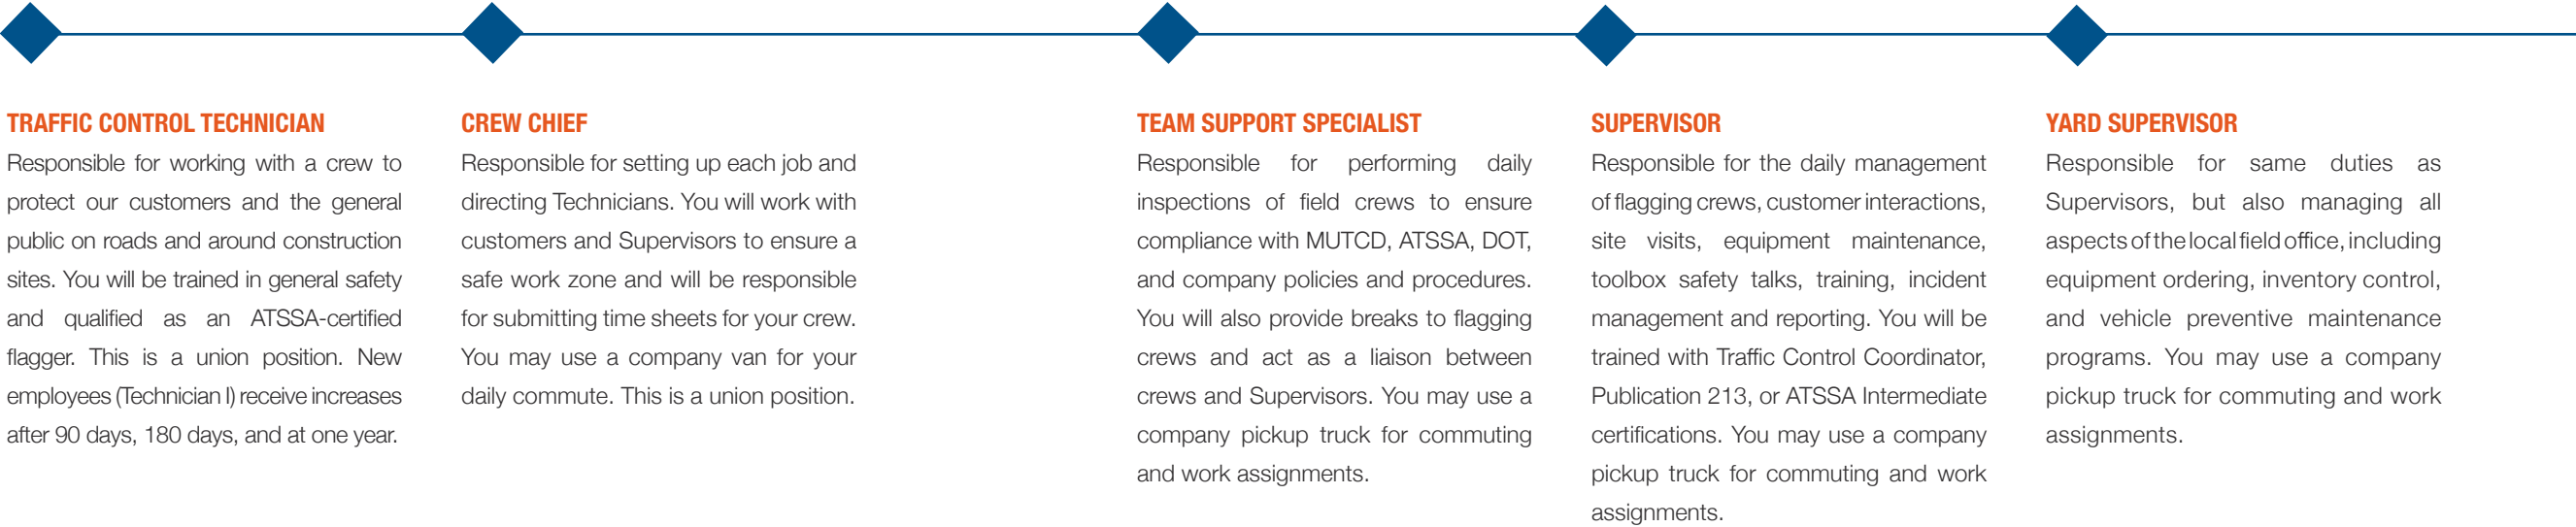 TRAFFIC CONTROL TECHNICIAN
Responsible for working with a crew to
protect our customers and the general
public on roads and around construction
sites. You will be trained in general safety
and qualified as an ATSSA-certified
flagger. This is a union position. New
employees (Technician I) receive increases
after 90 days, 180 days, and at one year.
CREW CHIEF
Responsible for setting up each job and
directing Technicians. You will work with
customers and Supervisors to ensure a
safe work zone and will be responsible
for submitting time sheets for your crew.
You may use a company van for your
daily commute. This is a union position.
TEAM SUPPORT SPECIALIST
Responsible for performing daily
inspections of field crews to ensure
compliance with MUTCD, ATSSA, DOT,
and company policies and procedures.
You will also provide breaks to flagging
crews and act as a liaison between
crews and Supervisors. You may use a
company pickup truck for commuting
and work assignments.
SUPERVISOR
Responsible for the daily management
of flagging crews, customer interactions,
site visits, equipment maintenance,
toolbox safety talks, training, incident
management and reporting. You will be
trained with Traffic Control Coordinator,
Publication 213, or ATSSA Intermediate
certifications. You may use a company
pickup truck for commuting and work
assignments.
YARD SUPERVISOR
Responsible for same duties as
Supervisors, but also managing all
aspects of the local field office, including
equipment ordering, inventory control,
and vehicle preventive maintenance
programs. You may use a company
pickup truck for commuting and work
assignments.